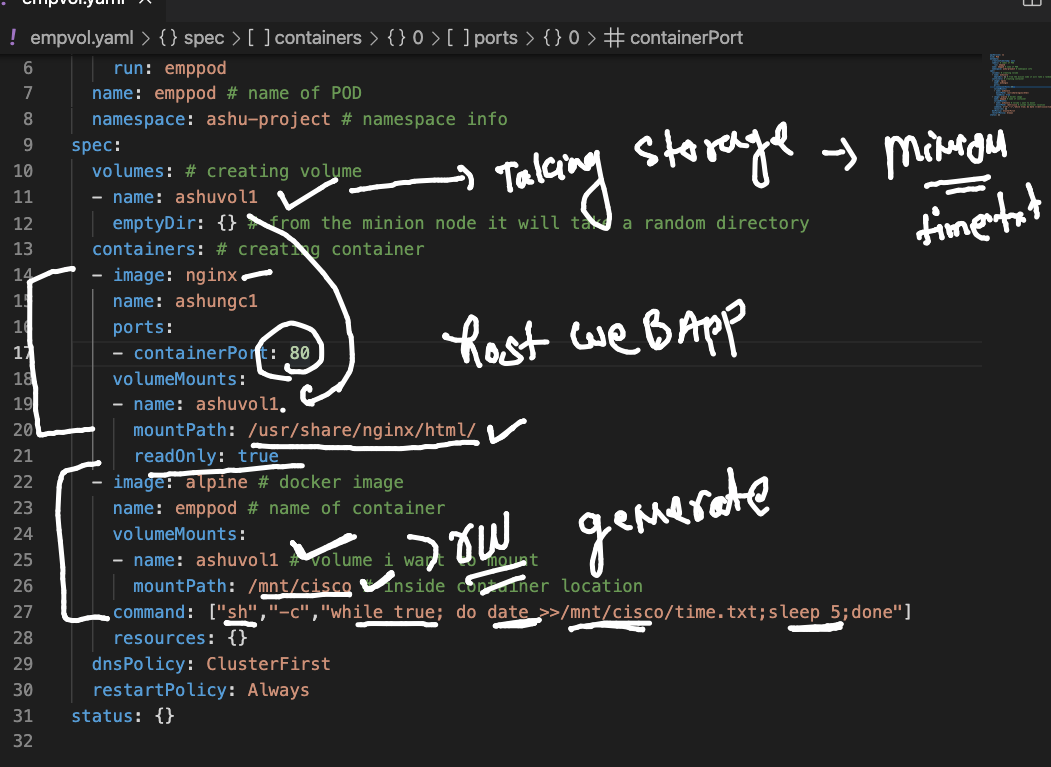 empvol.yaml ×
! empvol.yaml > {} spec > [ ] containers > {} 0 > [ ] ports > {} 0 > # containerPort
6 run: emppod
7 name: emppod # name of POD
8 namespace: ashu-project # namespace info
9 spec:
10 volumes: # creating volume
11 - name: ashuvol1
Taking storage → minion
12 emptyDir: {} # from the minion node it will take a random directory
time.txt
13 containers: # creating container
14 - image: nginx
15 name: ashungc1
16 ports:
host weBApp
17 - containerPort: 80
18 volumeMounts:
19 - name: ashuvol1
20 mountPath: /usr/share/nginx/html/
21 readOnly: true
22 - image: alpine # docker image
23 name: emppod # name of container
generate
24 volumeMounts:
rw
25 - name: ashuvol1 # volume i want to mount
26 mountPath: /mnt/cisco # inside container location
27 command: ["sh","-c","while true; do date >>/mnt/cisco/time.txt;sleep 5;done"]
28 resources: {}
29 dnsPolicy: ClusterFirst
30 restartPolicy: Always
31 status: {}
32